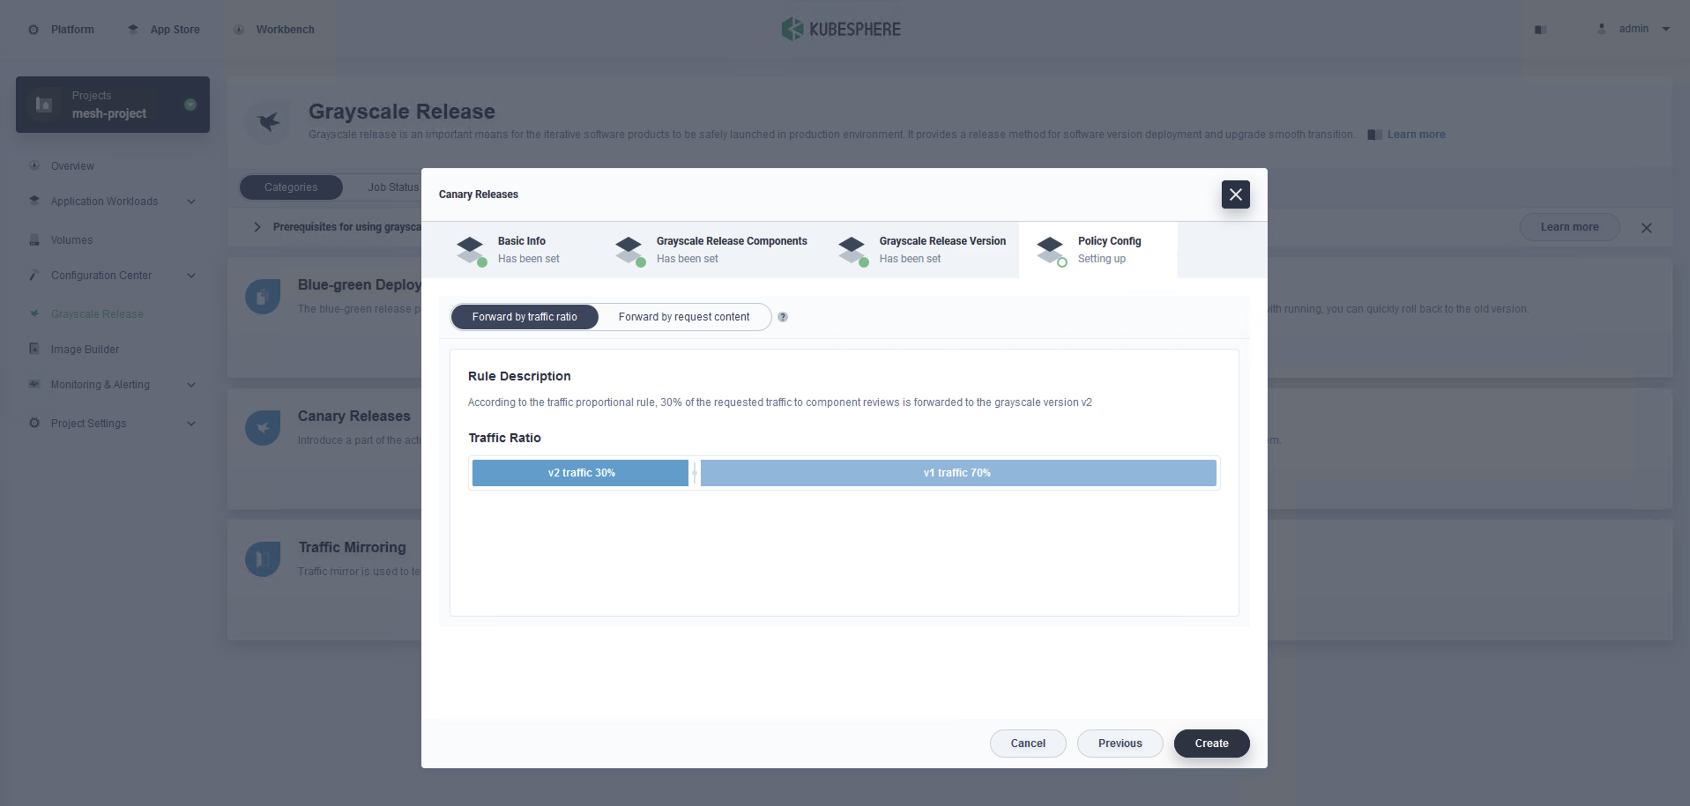 Platform
App Store
Workbench
KUBESPHERE
admin
Projects
mesh-project
Overview
Application Workloads
Volumes
Configuration Center
Grayscale Release
Image Builder
Monitoring & Alerting
Project Settings
Grayscale Release
Grayscale release is an important means for the iterative software products to be safely launched in production environment. It provides a release method for software version deployment and upgrade smooth transition.
Learn more
Categories
Job Status
Prerequisites for using graysca
Learn more
Blue-green Deploy
The blue-green release p
th running, you can quickly roll back to the old version.
Canary Releases
Introduce a part of the act
m.
Traffic Mirroring
Traffic mirror is used to te
Canary Releases
Basic Info
Has been set
Grayscale Release Components
Has been set
Grayscale Release Version
Has been set
Policy Config
Setting up
Forward by traffic ratio
Forward by request content
?
Rule Description
According to the traffic proportional rule, 30% of the requested traffic to component reviews is forwarded to the grayscale version v2
Traffic Ratio
v2 traffic 30%
v1 traffic 70%
Cancel
Previous
Create